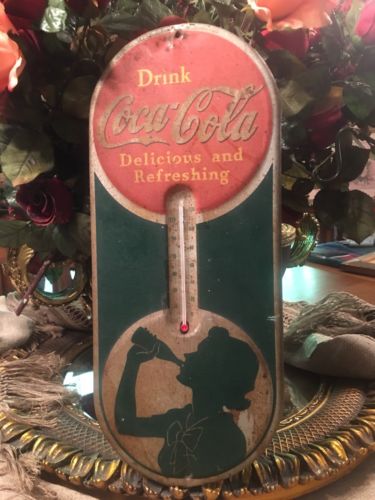 Drink
Coca-Cola
Delicious and
Refreshing